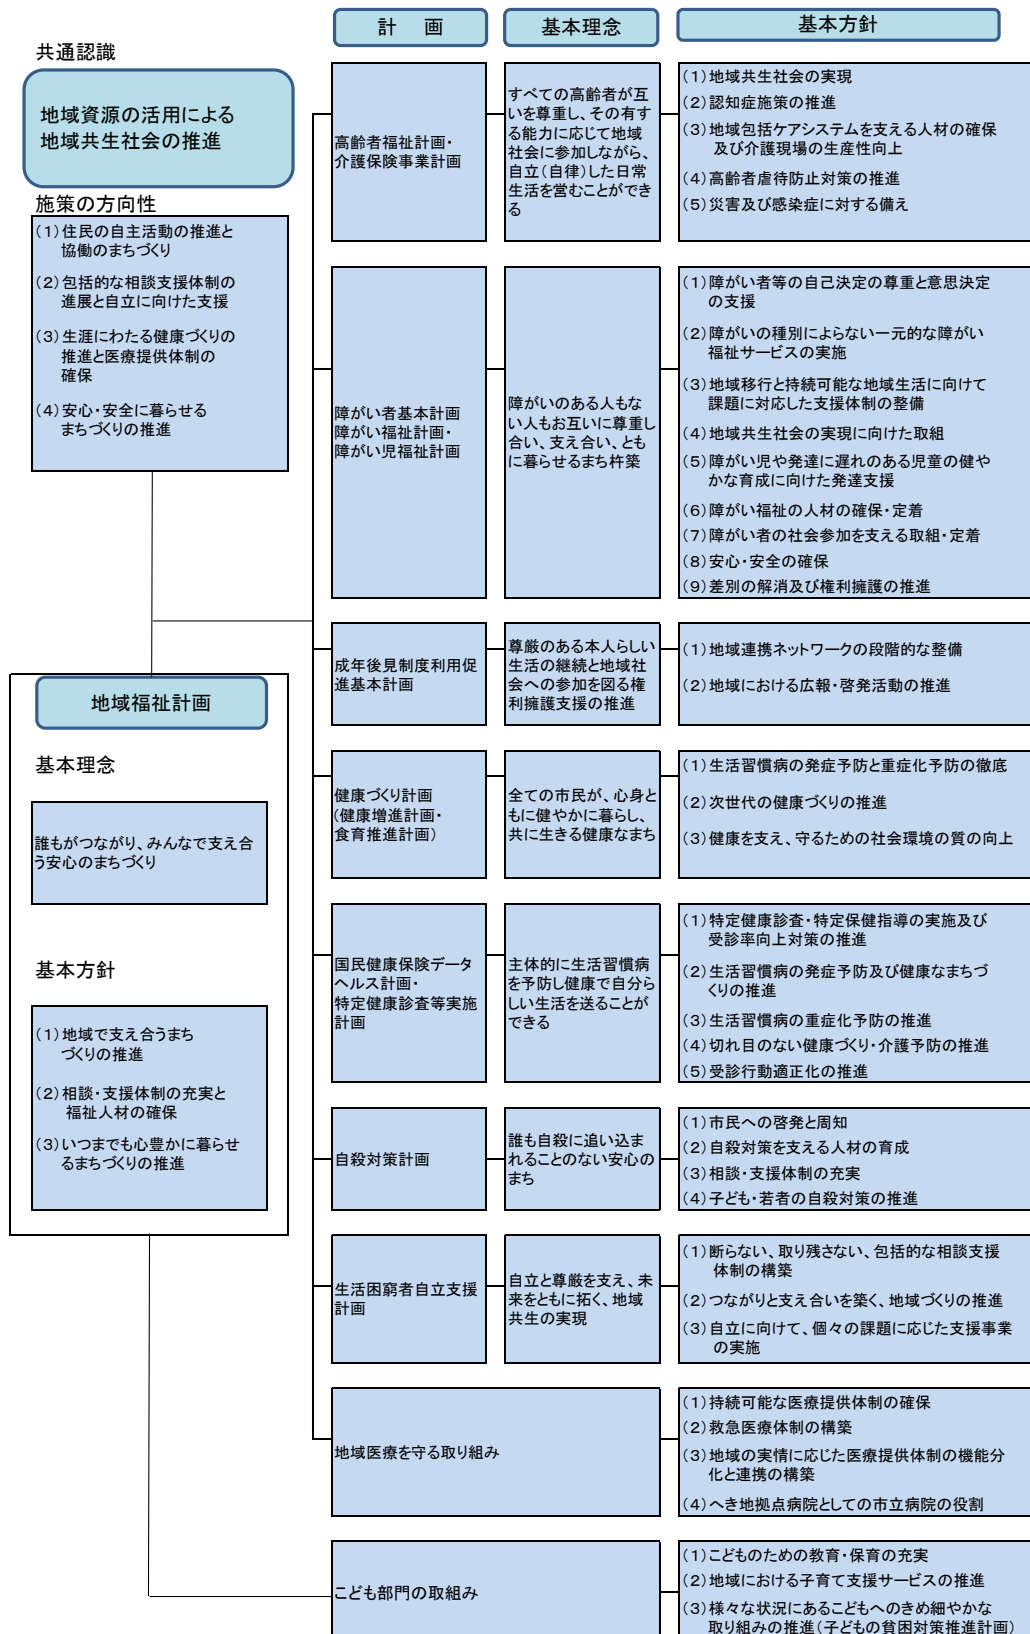 計　画
基本理念
基本方針
共通認識
地域資源の活用による
地域共生社会の推進
施策の方向性
(1)住民の自主活動の推進と
協働のまちづくり
(2)包括的な相談支援体制の
進展と自立に向けた支援
(3)生涯にわたる健康づくりの
推進と医療提供体制の
確保
(4)安心・安全に暮らせる
まちづくりの推進
地域福祉計画
基本理念
誰もがつながり、みんなで支え合
う安心のまちづくり
基本方針
(1)地域で支え合うまち
づくりの推進
(2)相談・支援体制の充実と
福祉人材の確保
(3)いつまでも心豊かに暮らせ
るまちづくりの推進
高齢者福祉計画・
介護保険事業計画
すべての高齢者が互
いを尊重し、その有す
る能力に応じて地域
社会に参加しながら、
自立(自律)した日常
生活を営むことができ
る
(1)地域共生社会の実現
(2)認知症施策の推進
(3)地域包括ケアシステムを支える人材の確保
及び介護現場の生産性向上
(4)高齢者虐待防止対策の推進
(5)災害及び感染症に対する備え
障がい者基本計画
障がい福祉計画・
障がい児福祉計画
障がいのある人もな
い人もお互いに尊重し
合い、支え合い、とも
に暮らせるまち杵築
(1)障がい者等の自己決定の尊重と意思決定
の支援
(2)障がいの種別によらない一元的な障がい
福祉サービスの実施
(3)地域移行と持続可能な地域生活に向けて
課題に対応した支援体制の整備
(4)地域共生社会の実現に向けた取組
(5)障がい児や発達に遅れのある児童の健や
かな育成に向けた発達支援
(6)障がい福祉の人材の確保・定着
(7)障がい者の社会参加を支える取組・定着
(8)安心・安全の確保
(9)差別の解消及び権利擁護の推進
成年後見制度利用促
進基本計画
尊厳のある本人らしい
生活の継続と地域社
会への参加を図る権
利擁護支援の推進
(1)地域連携ネットワークの段階的な整備
(2)地域における広報・啓発活動の推進
健康づくり計画
(健康増進計画・
食育推進計画)
全ての市民が、心身と
もに健やかに暮らし、
共に生きる健康なまち
(1)生活習慣病の発症予防と重症化予防の徹底
(2)次世代の健康づくりの推進
(3)健康を支え、守るための社会環境の質の向上
国民健康保険データ
ヘルス計画・
特定健康診査等実施
計画
主体的に生活習慣病
を予防し健康で自分ら
しい生活を送ることが
できる
(1)特定健康診査・特定保健指導の実施及び
受診率向上対策の推進
(2)生活習慣病の発症予防及び健康なまちづ
くりの推進
(3)生活習慣病の重症化予防の推進
(4)切れ目のない健康づくり・介護予防の推進
(5)受診行動適正化の推進
自殺対策計画
誰も自殺に追い込ま
れることのない安心の
まち
(1)市民への啓発と周知
(2)自殺対策を支える人材の育成
(3)相談・支援体制の充実
(4)子ども・若者の自殺対策の推進
生活困窮者自立支援
計画
自立と尊厳を支え、未
来をともに拓く、地域
共生の実現
(1)断らない、取り残さない、包括的な相談支援
体制の構築
(2)つながりと支え合いを築く、地域づくりの推進
(3)自立に向けて、個々の課題に応じた支援事業
の実施
地域医療を守る取り組み
(1)持続可能な医療提供体制の確保
(2)救急医療体制の構築
(3)地域の実情に応じた医療提供体制の機能分
化と連携の構築
(4)へき地拠点病院としての市立病院の役割
こども部門の取組み
(1)こどものための教育・保育の充実
(2)地域における子育て支援サービスの推進
(3)様々な状況にあるこどもへのきめ細やかな
取り組みの推進(子どもの貧困対策推進計画)